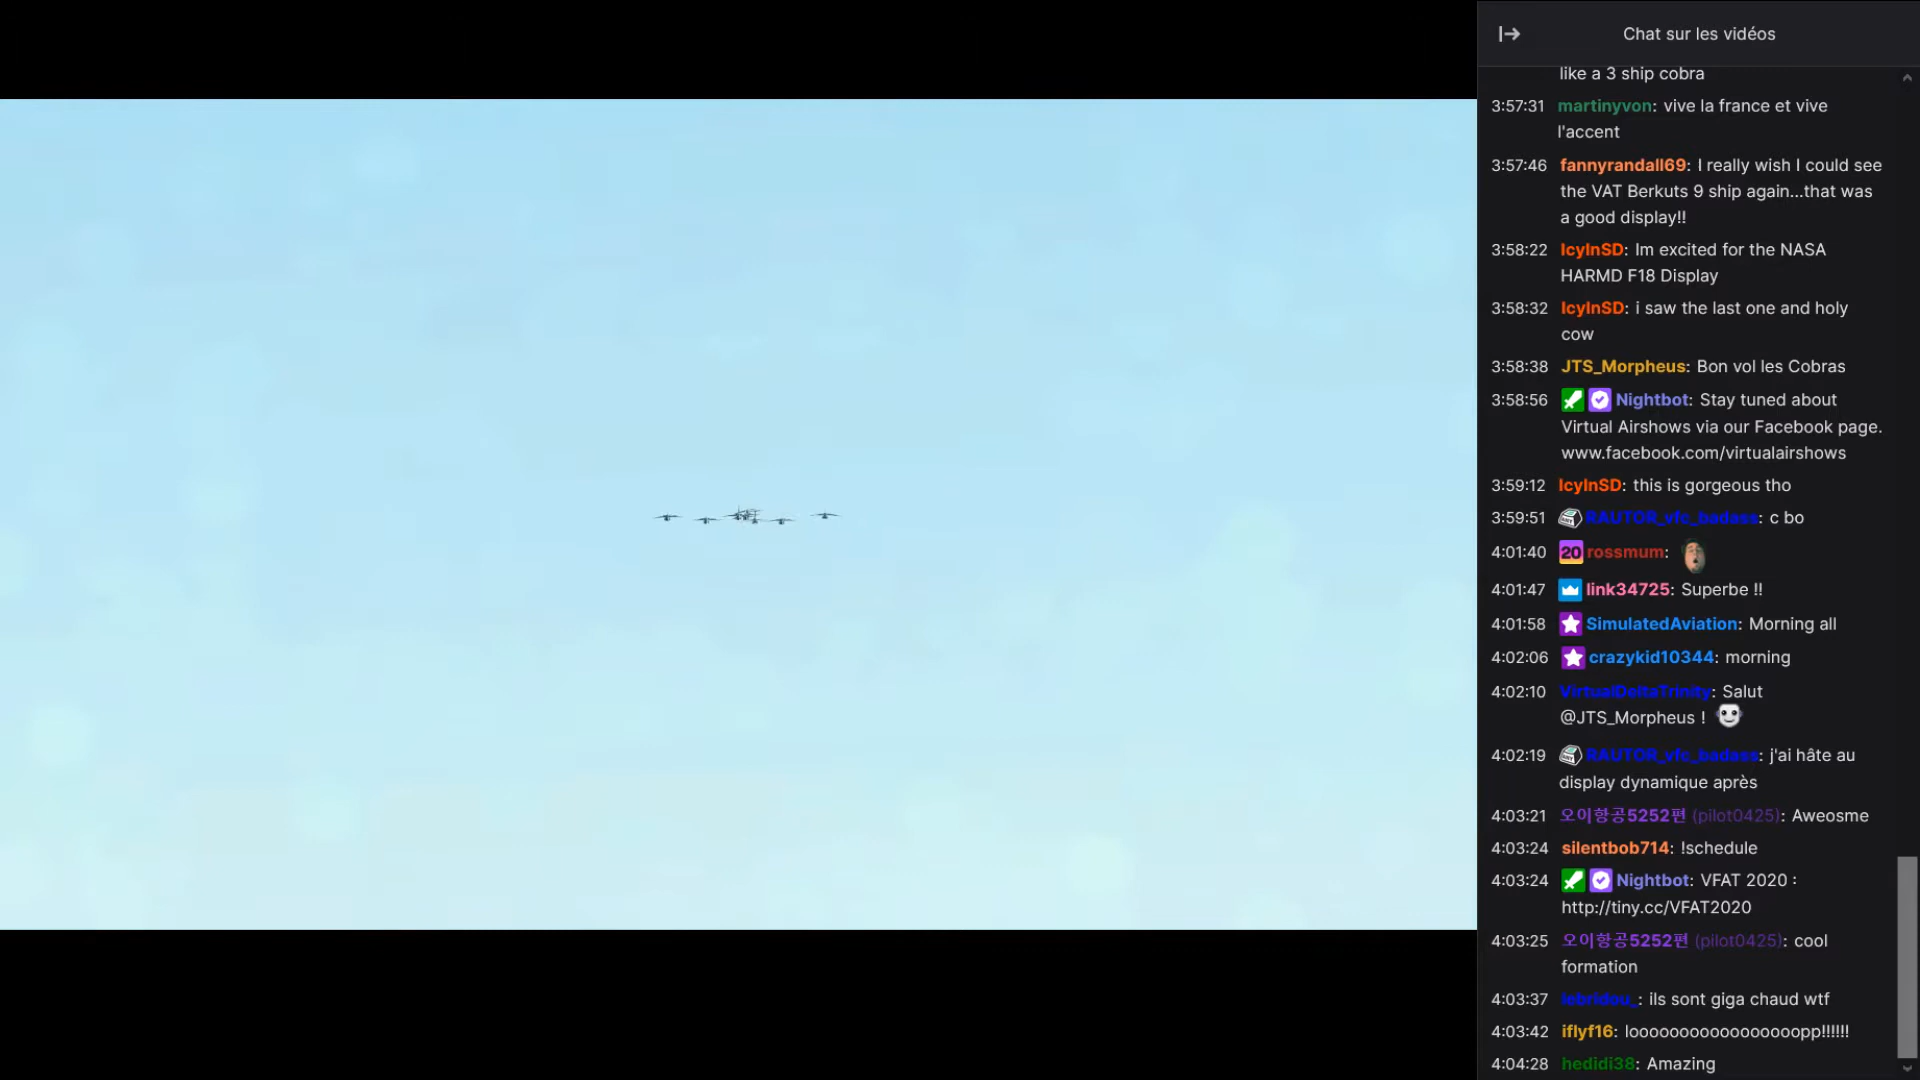 Chat sur les vidéos
like a 3 ship cobra
3:57:31 martinyvon: vive la france et vive
l'accent
3:57:46 fannyrandall69: I really wish I could see
the VAT Berkuts 9 ship again...that was
a good display!!
3:58:22 IcyInSD: Im excited for the NASA
HARMD F18 Display
3:58:32 IcyInSD: i saw the last one and holy
cow
3:58:38 JTS_Morpheus: Bon vol les Cobras
3:58:56 Nightbot: Stay tuned about
Virtual Airshows via our Facebook page.
www.facebook.com/virtualairshows
3:59:12 IcyInSD: this is gorgeous tho
3:59:51 RAUTOR_vfc_badass: c bo
4:01:40 20 rossmum:
4:01:47 link34725: Superbe !!
4:01:58 SimulatedAviation: Morning all
4:02:06 crazykid10344: morning
4:02:10 VirtualDeltaTrinity: Salut
@JTS_Morpheus !
4:02:19 RAUTOR_vfc_badass: j'ai hâte au
display dynamique après
4:03:21 오이항공5252편 (pilot0425): Aweosme
4:03:24 silentbob714: !schedule
4:03:24 Nightbot: VFAT 2020 :
http://tiny.cc/VFAT2020
4:03:25 오이항공5252편 (pilot0425): cool
formation
4:03:37 lebridou_: ils sont giga chaud wtf
4:03:42 iflyf16: looooooooooooooooopp!!!!!!
4:04:28 hedidi38: Amazing